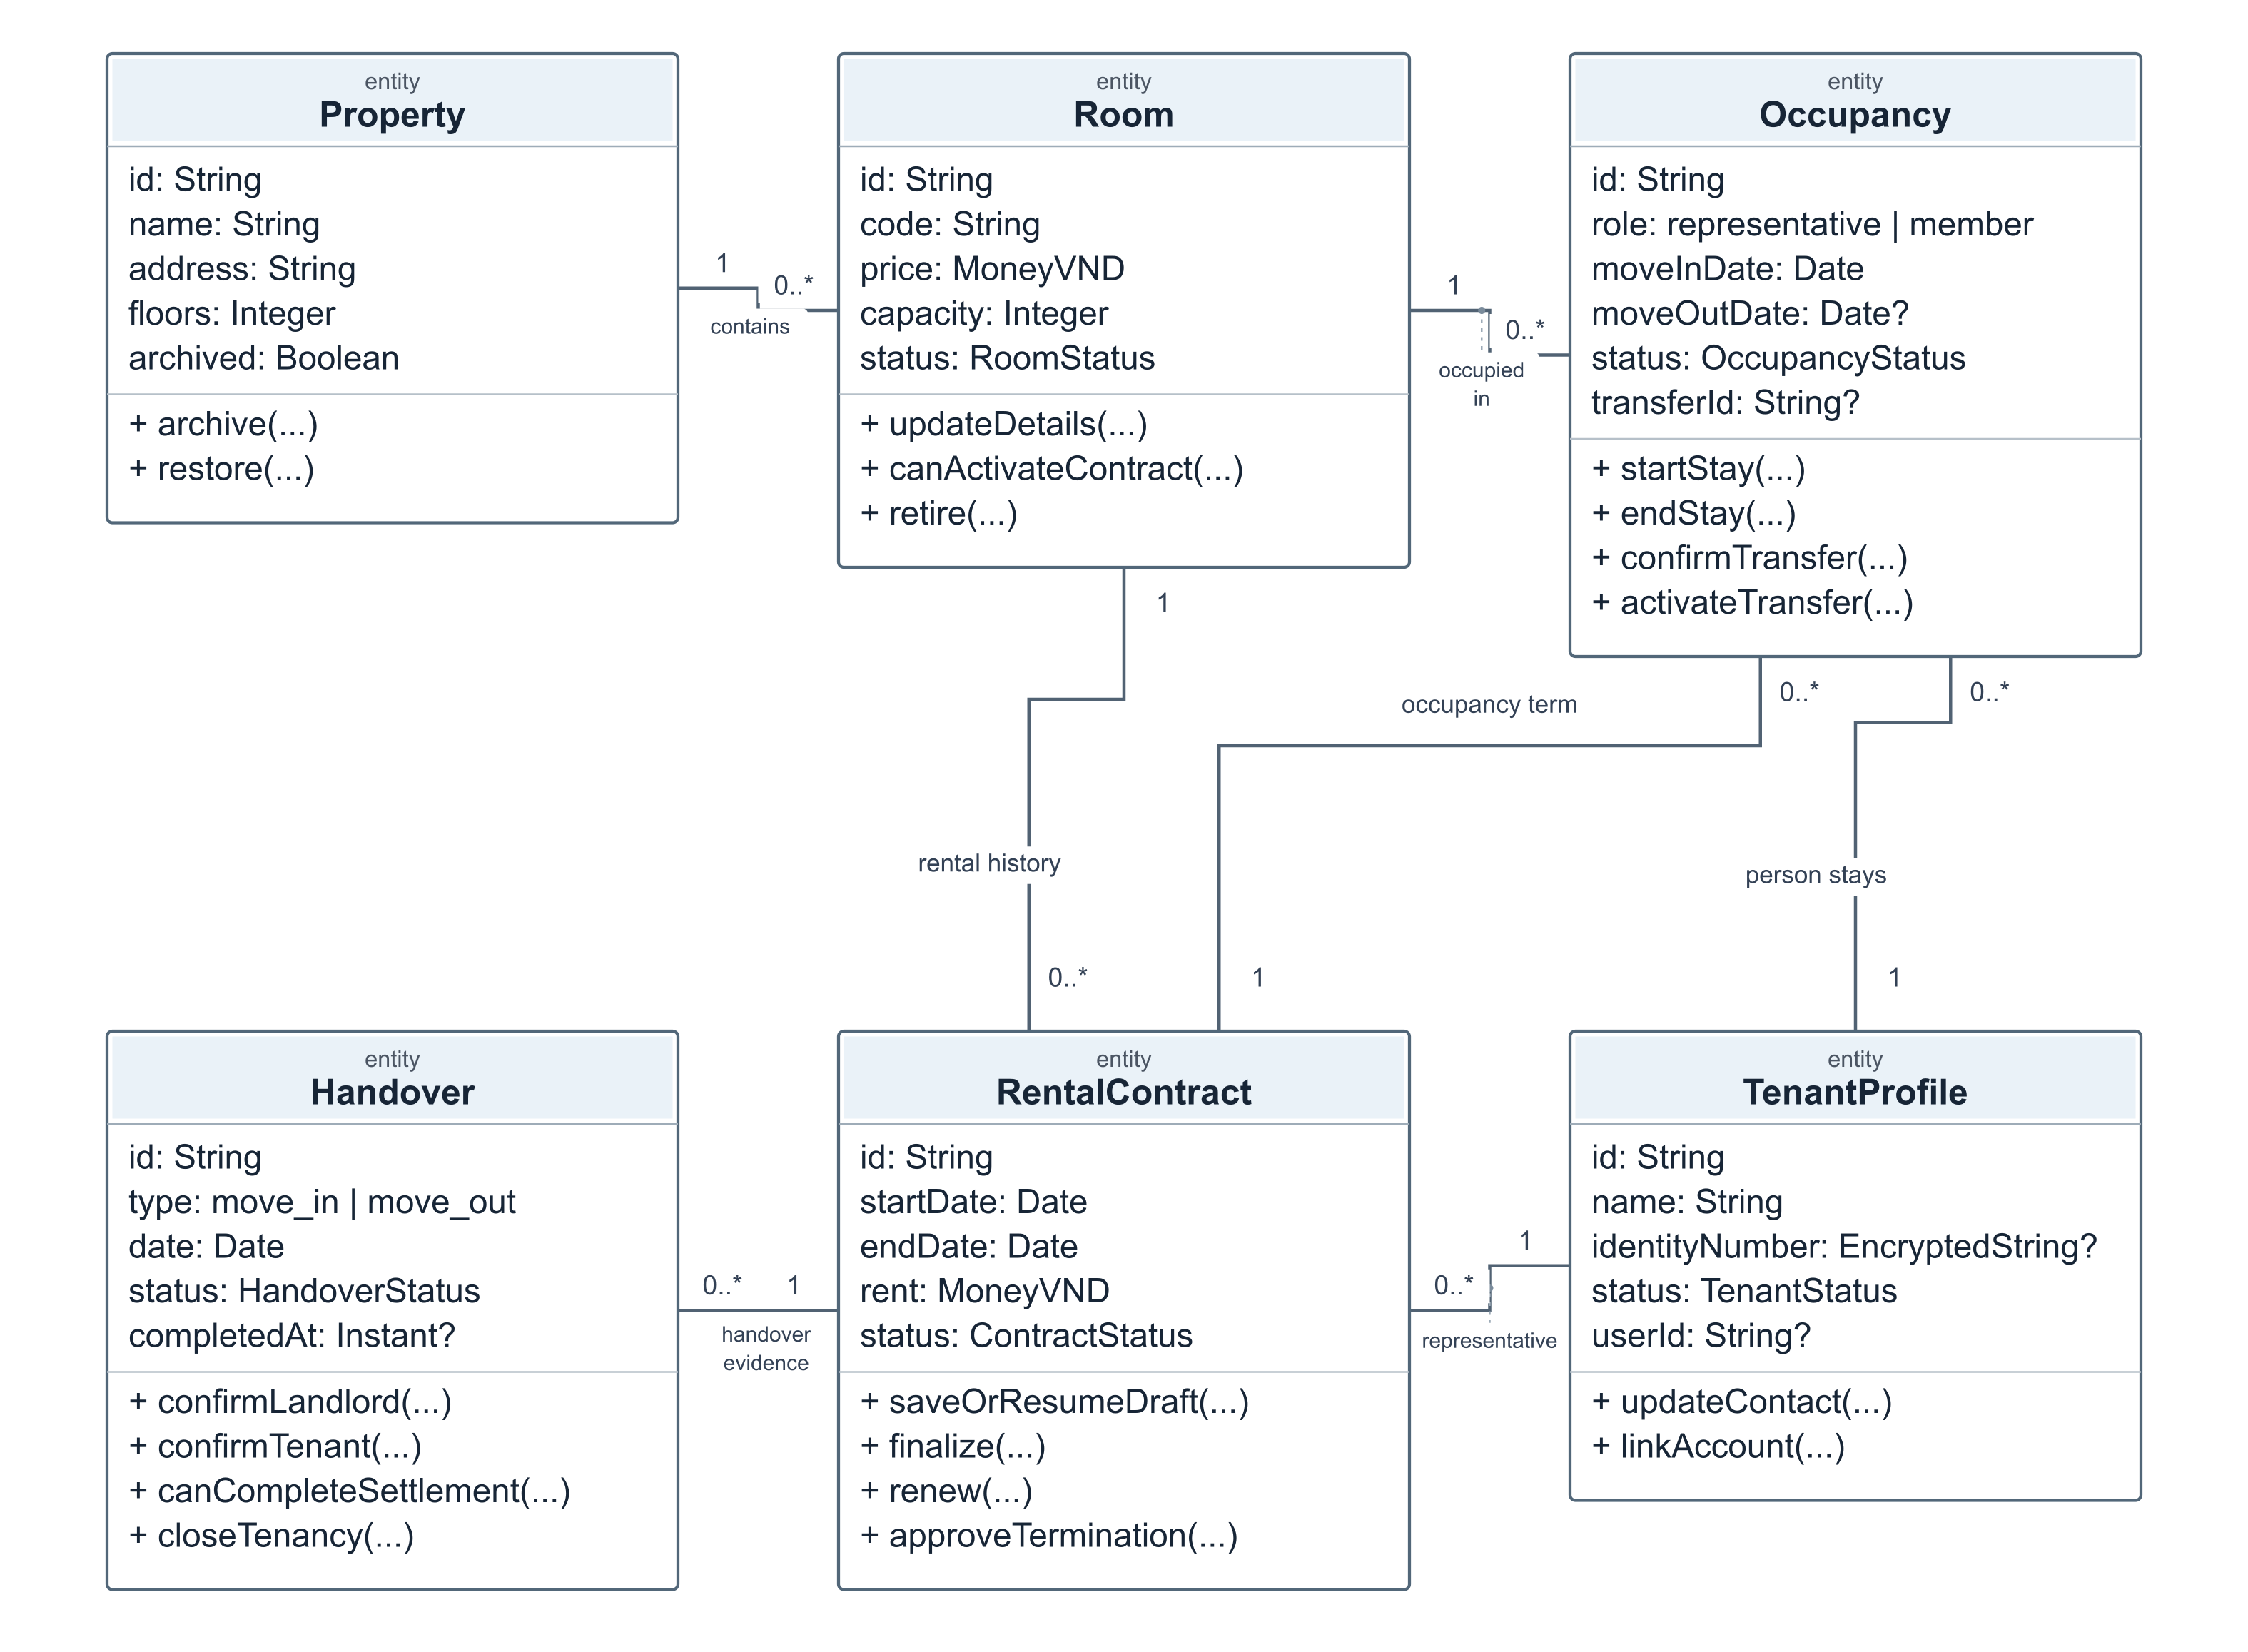 entity
Property
id: String
name: String
address: String
floors: Integer
archived: Boolean
+ archive(...)
+ restore(...)
1
0..*
contains
entity
Room
id: String
code: String
price: MoneyVND
capacity: Integer
status: RoomStatus
+ updateDetails(...)
+ canActivateContract(...)
+ retire(...)
1
0..*
occupied
in
entity
Occupancy
id: String
role: representative | member
moveInDate: Date
moveOutDate: Date?
status: OccupancyStatus
transferId: String?
+ startStay(...)
+ endStay(...)
+ confirmTransfer(...)
+ activateTransfer(...)
1
rental history
0..*
occupancy term
0..*
1
0..*
person stays
1
entity
Handover
id: String
type: move_in | move_out
date: Date
status: HandoverStatus
completedAt: Instant?
+ confirmLandlord(...)
+ confirmTenant(...)
+ canCompleteSettlement(...)
+ closeTenancy(...)
0..*
1
handover
evidence
entity
RentalContract
id: String
startDate: Date
endDate: Date
rent: MoneyVND
status: ContractStatus
+ saveOrResumeDraft(...)
+ finalize(...)
+ renew(...)
+ approveTermination(...)
0..*
1
representative
entity
TenantProfile
id: String
name: String
identityNumber: EncryptedString?
status: TenantStatus
userId: String?
+ updateContact(...)
+ linkAccount(...)